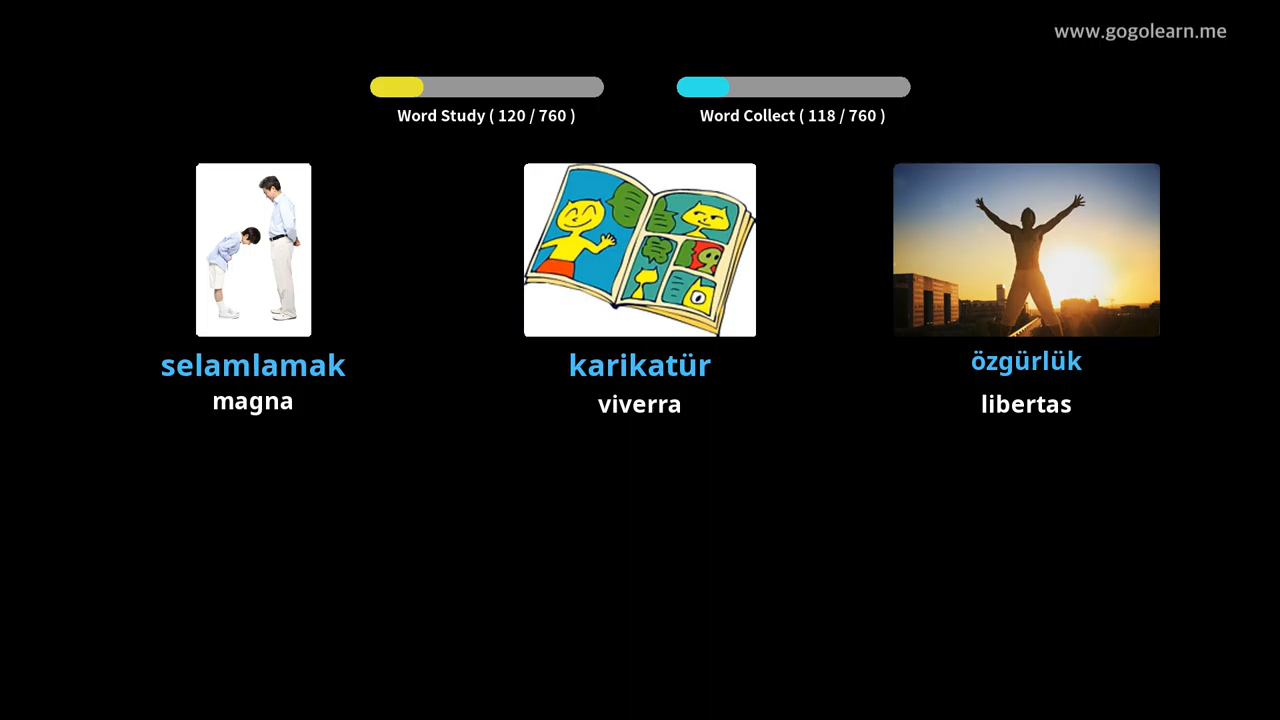 www.gogolearn.me
Word Study ( 120 / 760 )
Word Collect ( 118 / 760 )
selamlamak
magna
karikatür
viverra
özgürlük
libertas